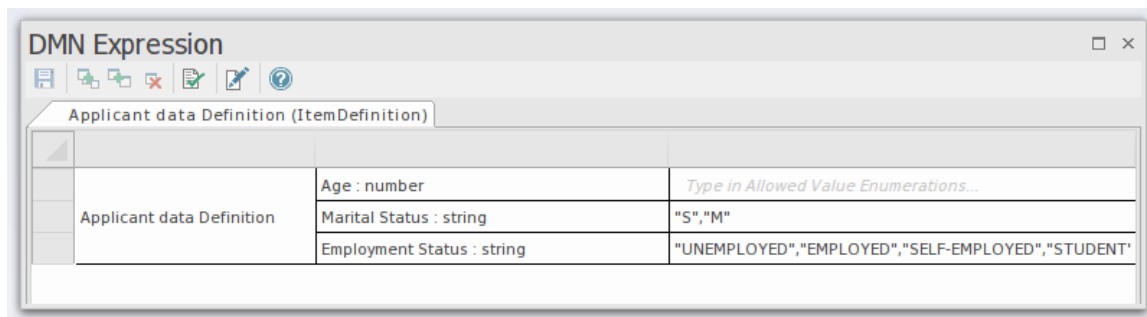 DMN Expression
Applicant data Definition (ItemDefinition)
Age : number
Type in Allowed Value Enumerations...
Applicant data Definition
Marital Status : string
"S","M"
Employment Status : string
"UNEMPLOYED","EMPLOYED","SELF-EMPLOYED","STUDENT"